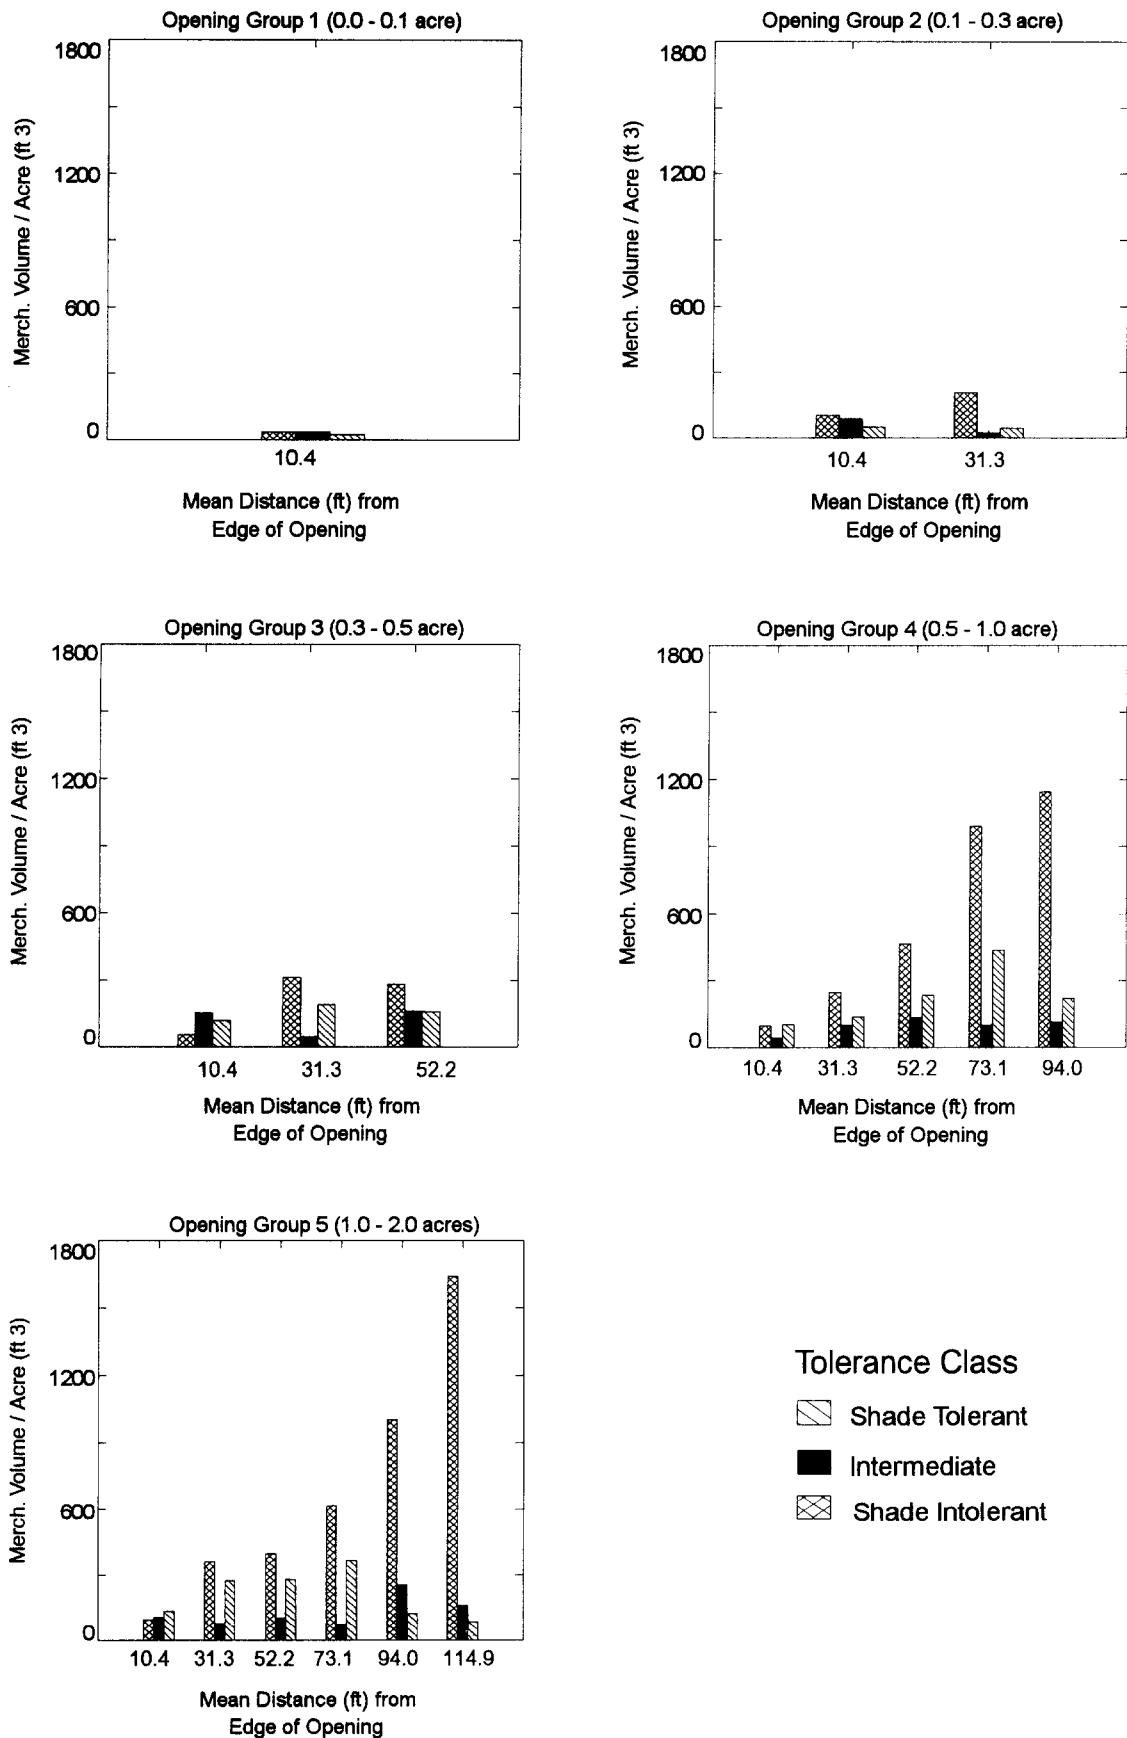 Opening Group 1 (0.0 - 0.1 acre)
Merch. Volume / Acre (ft 3)
1800
1200
600
0
10.4
Mean Distance (ft) from
Edge of Opening
Opening Group 2 (0.1 - 0.3 acre)
Merch. Volume / Acre (ft 3)
1800
1200
600
0
10.4 31.3
Mean Distance (ft) from
Edge of Opening
Opening Group 3 (0.3 - 0.5 acre)
Merch. Volume / Acre (ft 3)
1800
1200
600
0
10.4 31.3 52.2
Mean Distance (ft) from
Edge of Opening
Opening Group 4 (0.5 - 1.0 acre)
Merch. Volume / Acre (ft 3)
1800
1200
600
0
10.4 31.3 52.2 73.1 94.0
Mean Distance (ft) from
Edge of Opening
Opening Group 5 (1.0 - 2.0 acres)
Merch. Volume / Acre (ft 3)
1800
1200
600
0
10.4 31.3 52.2 73.1 94.0 114.9
Mean Distance (ft) from
Edge of Opening
Tolerance Class
Shade Tolerant
Intermediate
Shade Intolerant